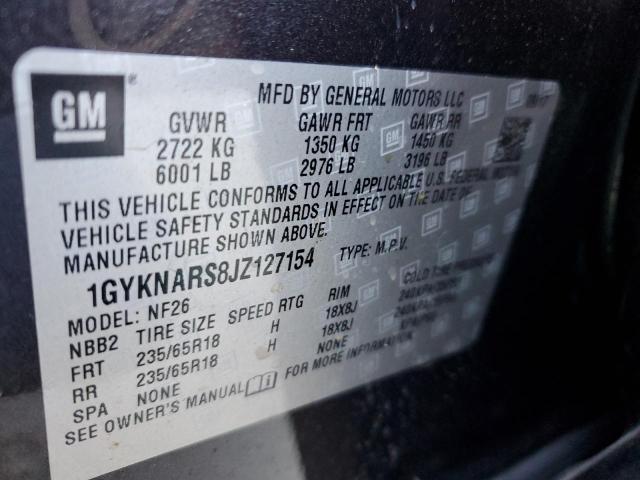 GM
®
MFD BY GENERAL MOTORS LLC
GVWR GAWR FRT GAWR RR
2722 KG 1350 KG 1450 KG
6001 LB 2976 LB 3196 LB
THIS VEHICLE CONFORMS TO ALL APPLICABLE U.S. FEDERAL MOTOR
VEHICLE SAFETY STANDARDS IN EFFECT ON THE DATE OF
MANUFACTURE SHOWN ABOVE.
1GYKNARS8JZ127154 TYPE: M.P.V.
MODEL: NF26
NBB2 TIRE SIZE SPEED RTG RIM COLD TIRE
FRT 235/65R18 H 18X8J
RR 235/65R18 H 18X8J
SPA NONE NONE
SEE OWNER'S MANUAL FOR MORE INFORMATION